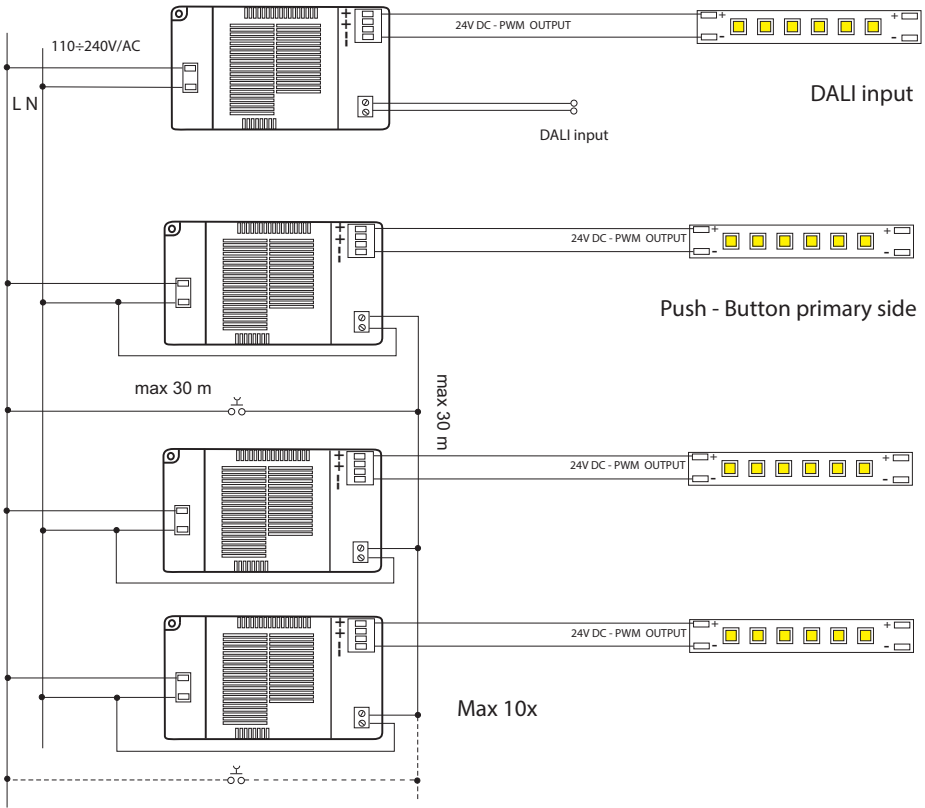 110÷240V/AC
L N
+
+
-
-
24V DC - PWM OUTPUT
+
-
+
-
DALI input
DALI input
+
+
-
-
24V DC - PWM OUTPUT
+
-
+
-
Push - Button primary side
max 30 m
max 30 m
+
+
-
-
24V DC - PWM OUTPUT
+
-
+
-
+
+
-
-
24V DC - PWM OUTPUT
+
-
+
-
Max 10x